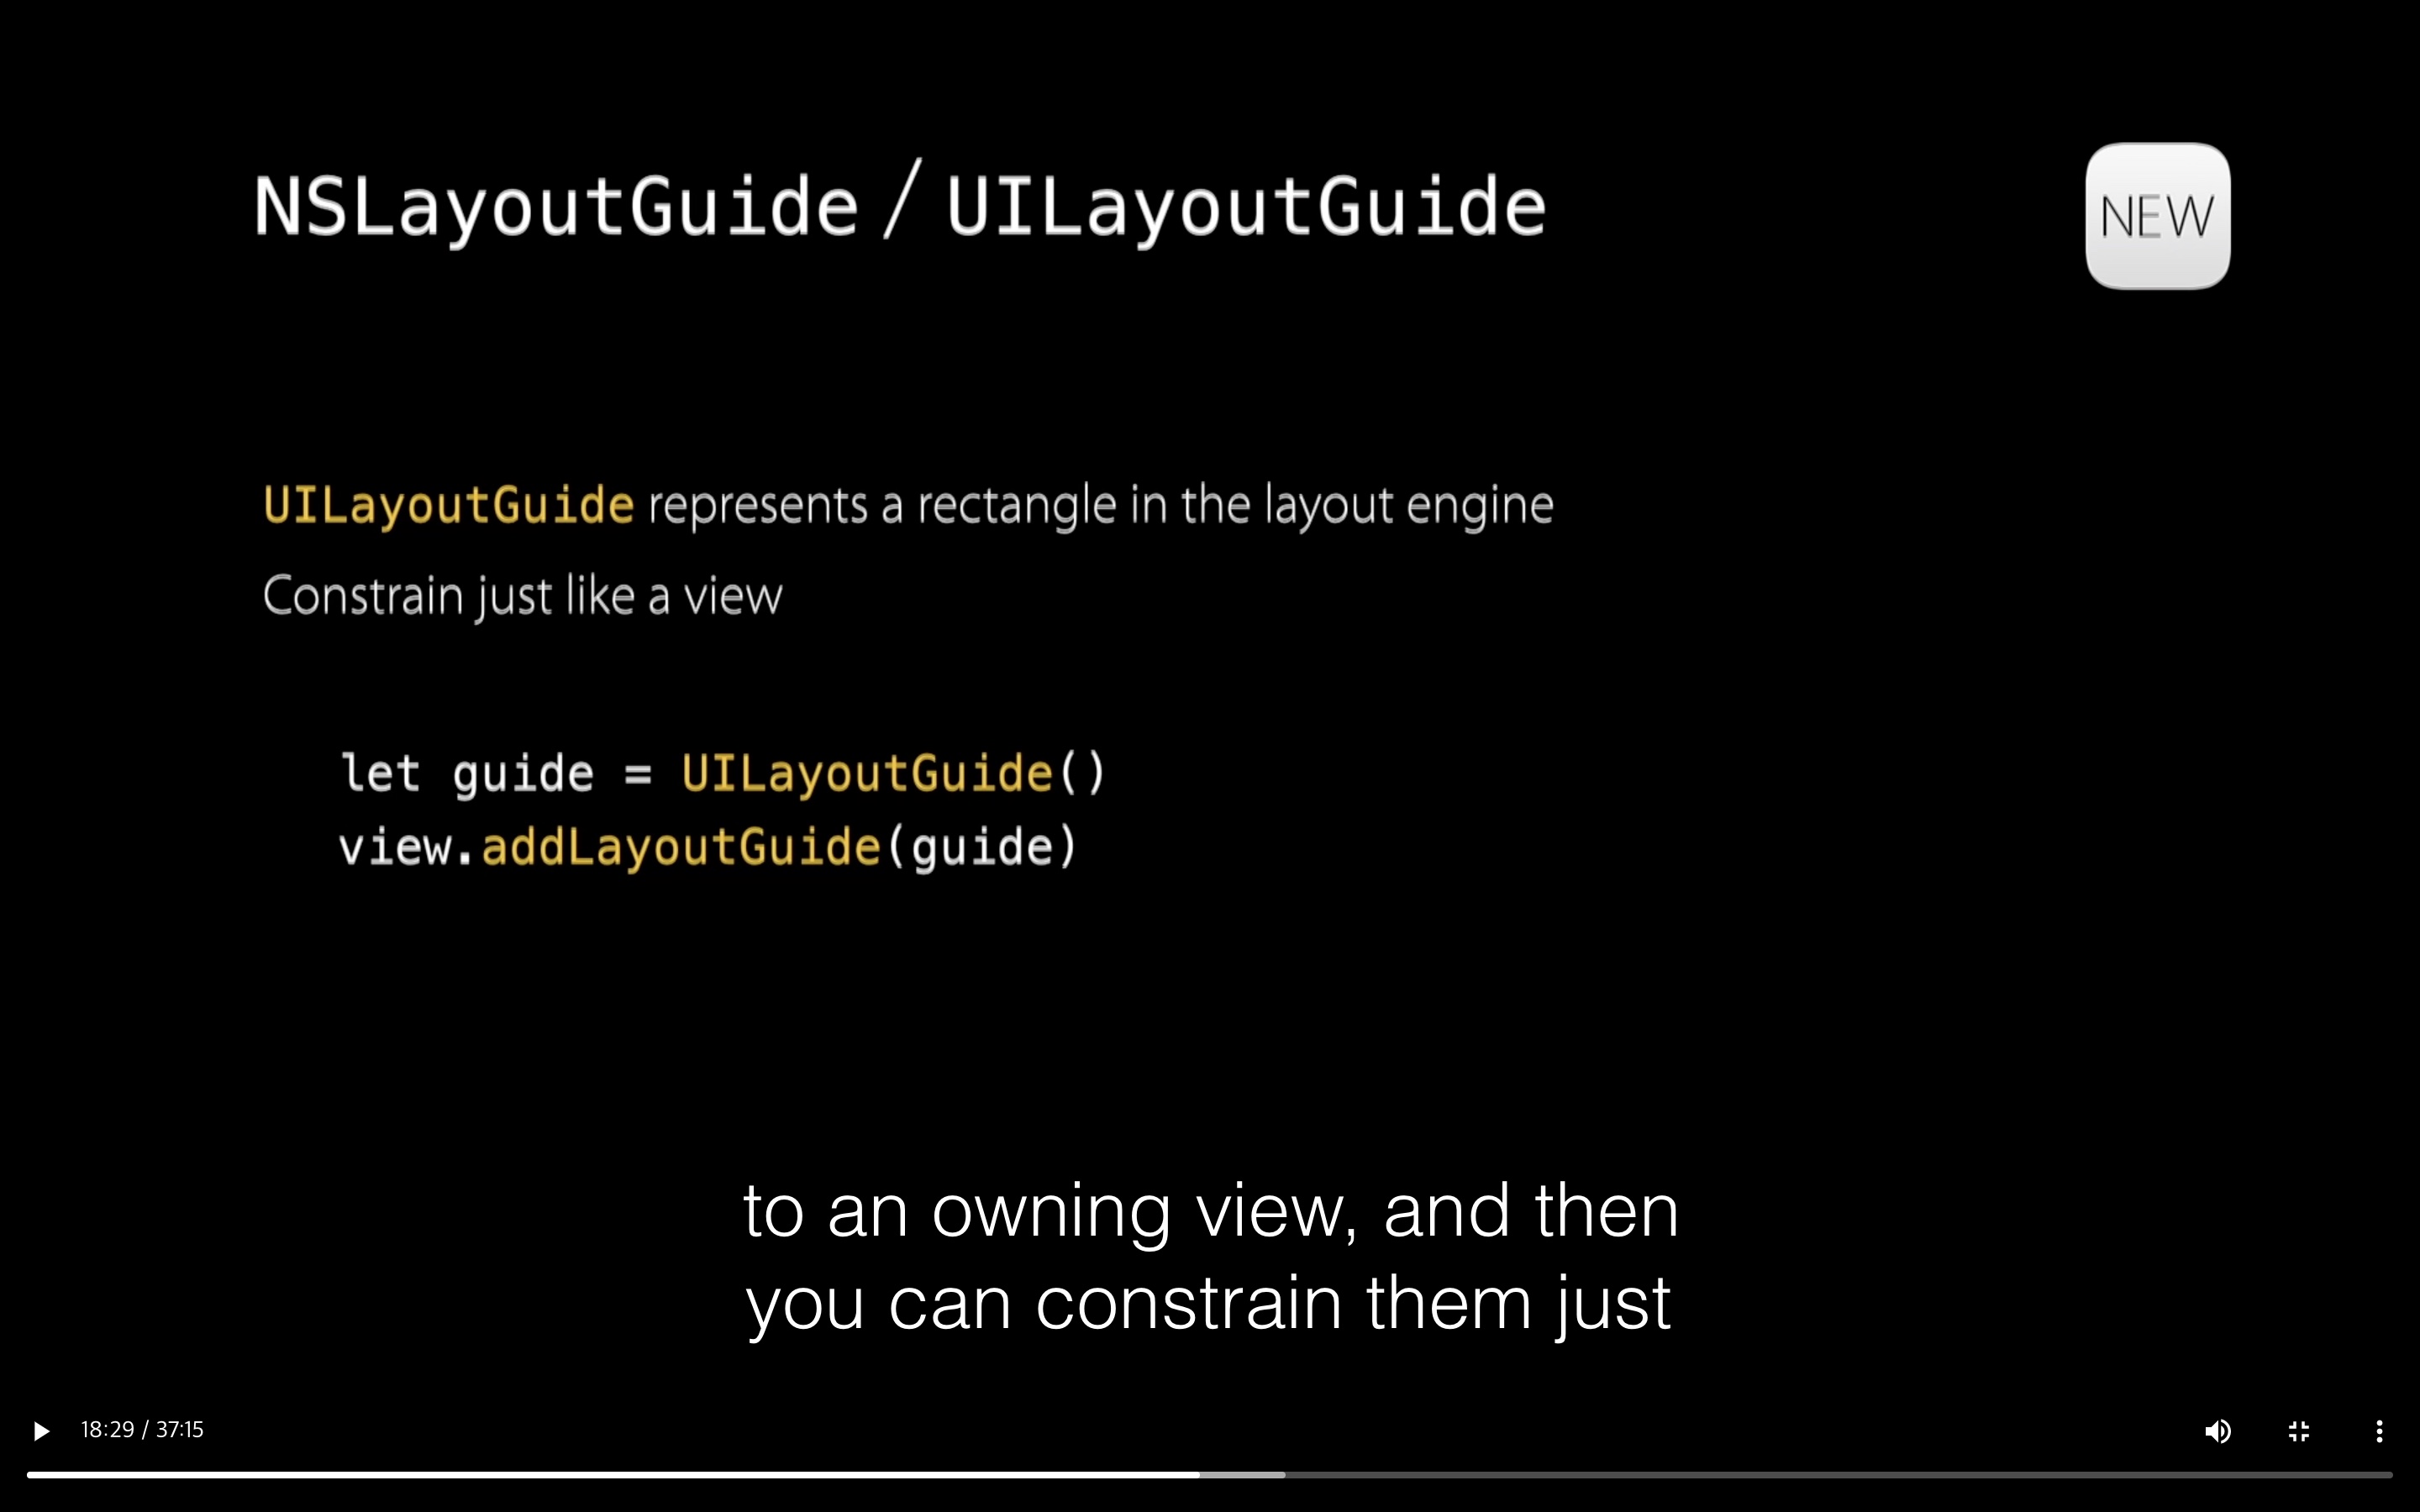 NSLayoutGuide / UILayoutGuide
NEW
UILayoutGuide represents a rectangle in the layout engine
Constrain just like a view
let guide = UILayoutGuide()
view.addLayoutGuide(guide)
to an owning view, and then
you can constrain them just
18:29 / 37:15